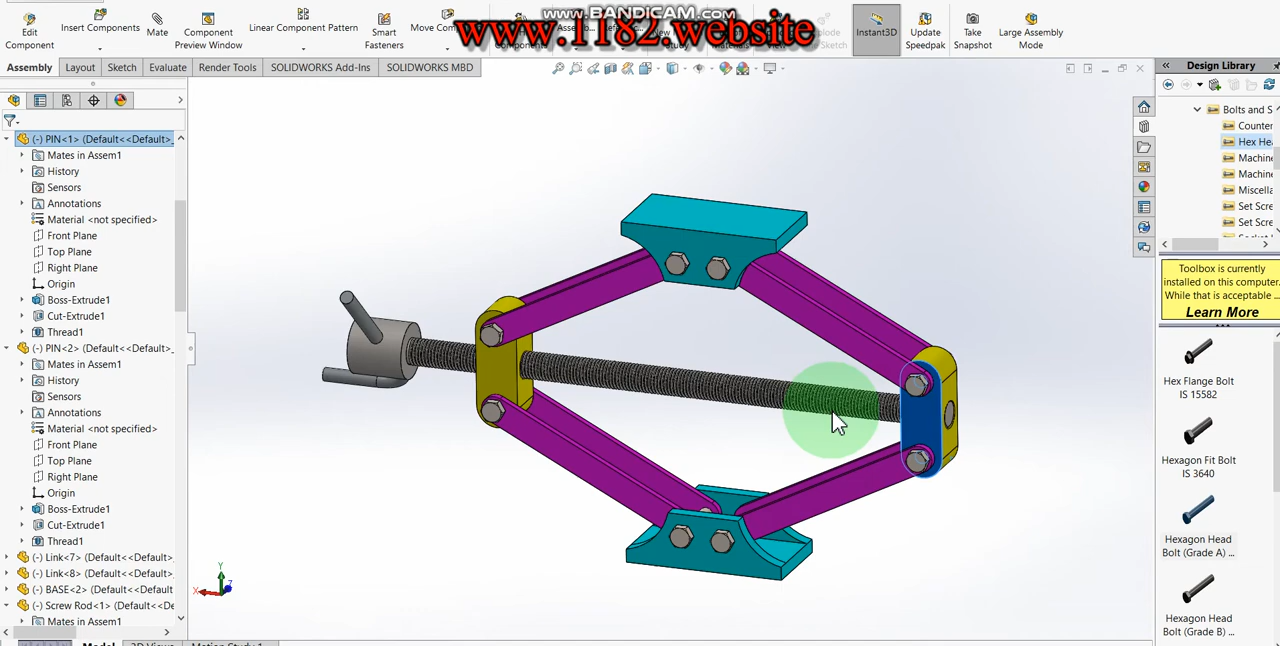 www.BANDICAM.com
www.1182.website
Edit Component
Insert Components
Mate
Component Preview Window
Linear Component Pattern
Smart Fasteners
Move Co
Instant3D
Update Speedpak
Take Snapshot
Large Assembly Mode
Assembly
Layout
Sketch
Evaluate
Render Tools
SOLIDWORKS Add-Ins
SOLIDWORKS MBD
(-) PIN<1> (Default<<Default>_
Mates in Assem1
History
Sensors
Annotations
Material <not specified>
Front Plane
Top Plane
Right Plane
Origin
Boss-Extrude1
Cut-Extrude1
Thread1
(-) PIN<2> (Default<<Default>_
Mates in Assem1
History
Sensors
Annotations
Material <not specified>
Front Plane
Top Plane
Right Plane
Origin
Boss-Extrude1
Cut-Extrude1
Thread1
(-) Link<7> (Default<<Default>
(-) Link<8> (Default<<Default>
(-) BASE<2> (Default<<Default
(-) Screw Rod<1> (Default<<De
Mates in Assem1
Model
3D Views
Motion Study 1
Y
X
Z
Design Library
Bolts and S
Counter
Hex He
Machin
Machin
Miscella
Set Scre
Set Scre
Toolbox is currently
installed on this computer.
While that is acceptable ...
Learn More
Hex Flange Bolt
IS 15582
Hexagon Fit Bolt
IS 3640
Hexagon Head
Bolt (Grade A) ...
Hexagon Head
Bolt (Grade B) ...